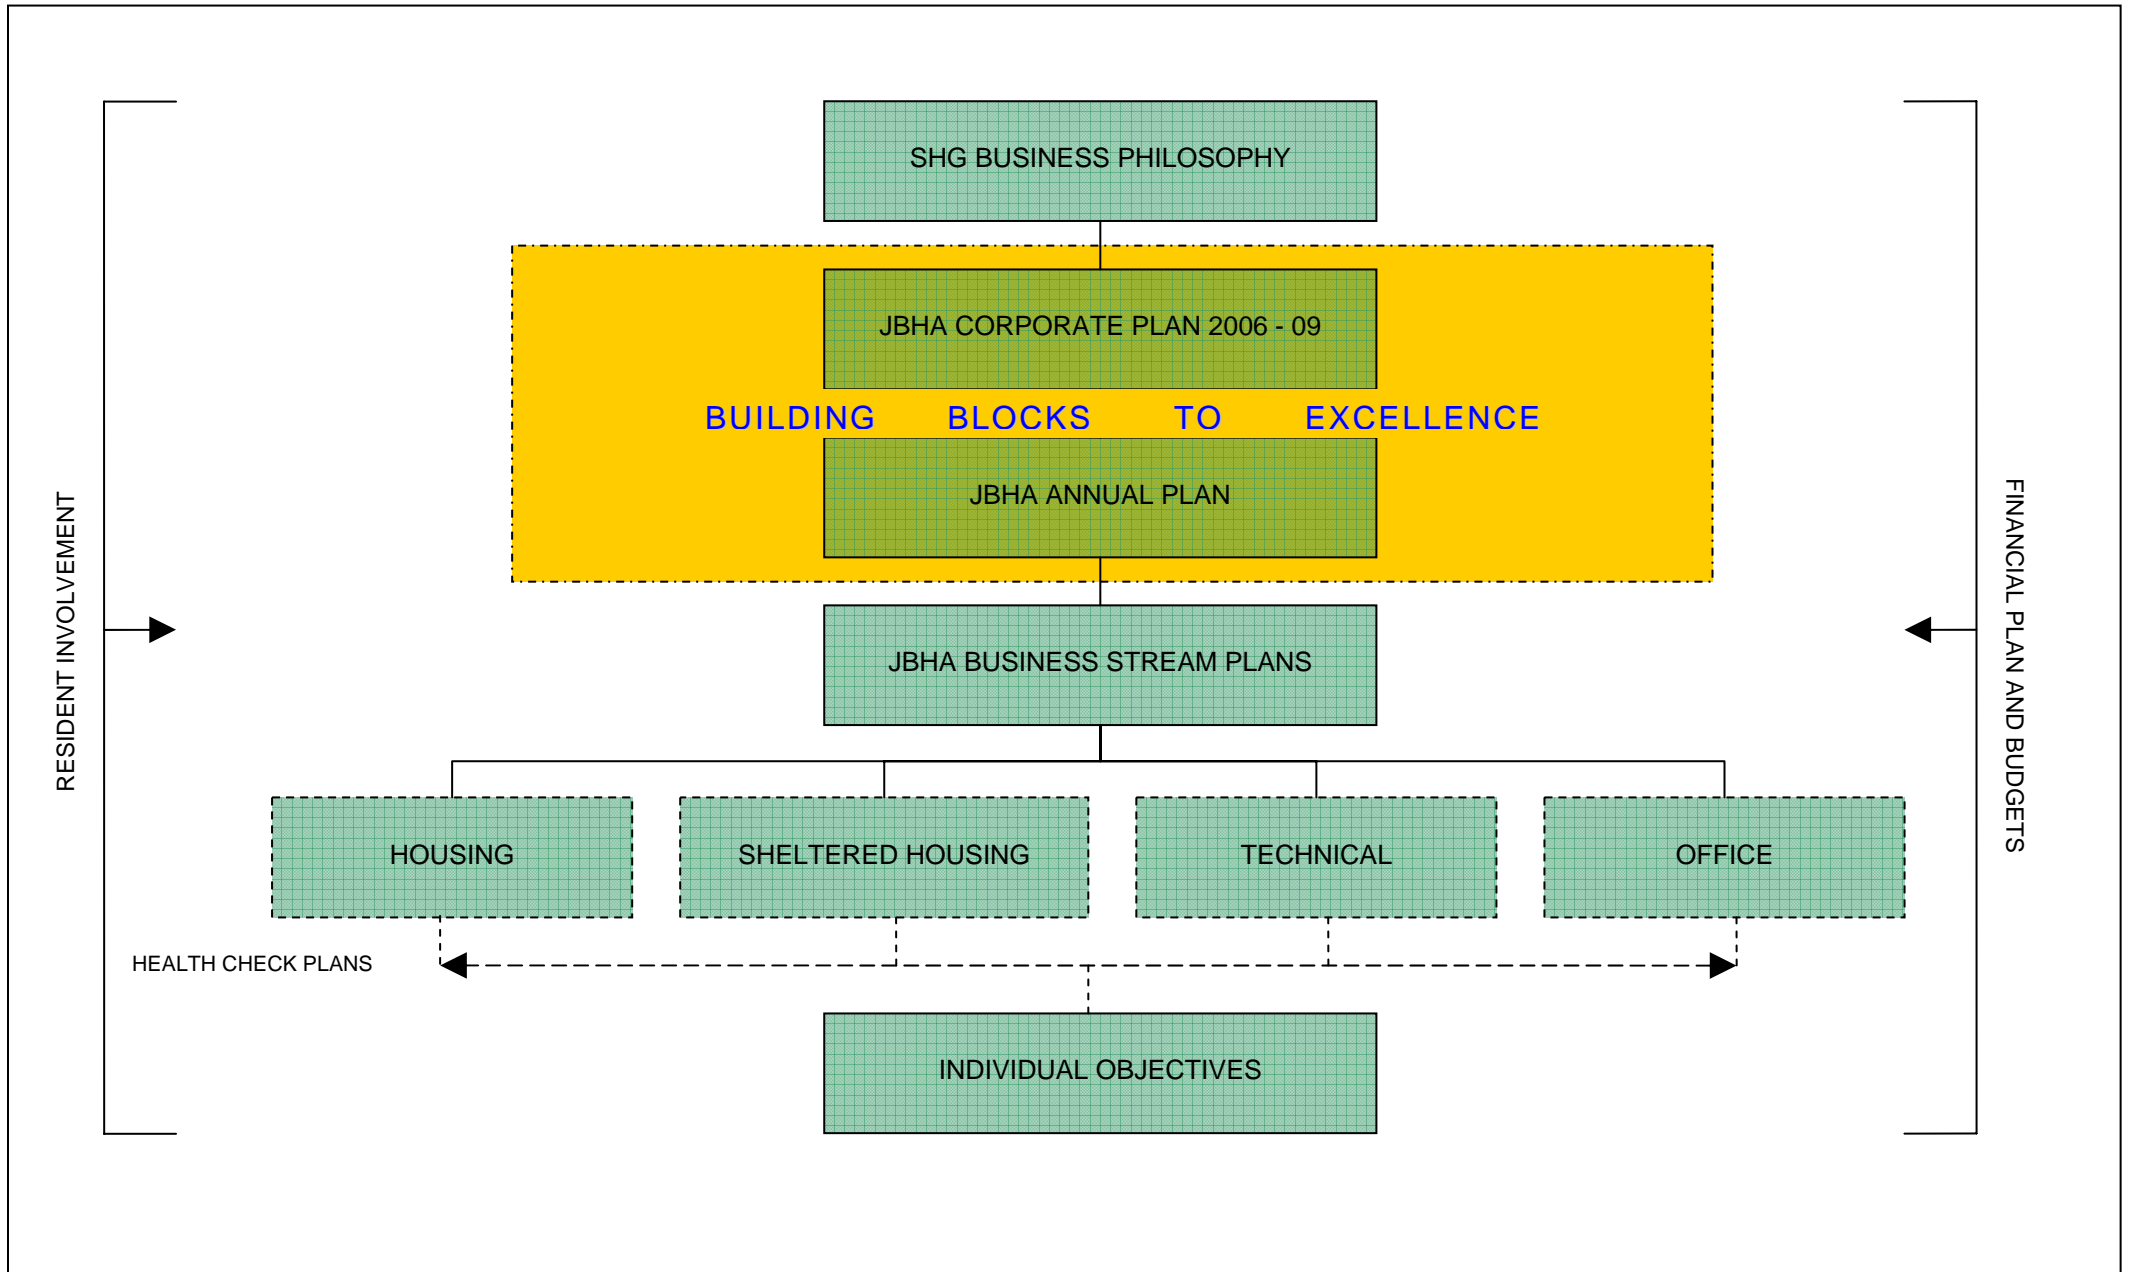 SHG BUSINESS PHILOSOPHY
JBHA CORPORATE PLAN 2006 - 09
BUILDING BLOCKS TO EXCELLENCE
JBHA ANNUAL PLAN
RESIDENT INVOLVEMENT
FINANCIAL PLAN AND BUDGETS
JBHA BUSINESS STREAM PLANS
HOUSING
SHELTERED HOUSING
TECHNICAL
OFFICE
HEALTH CHECK PLANS
INDIVIDUAL OBJECTIVES